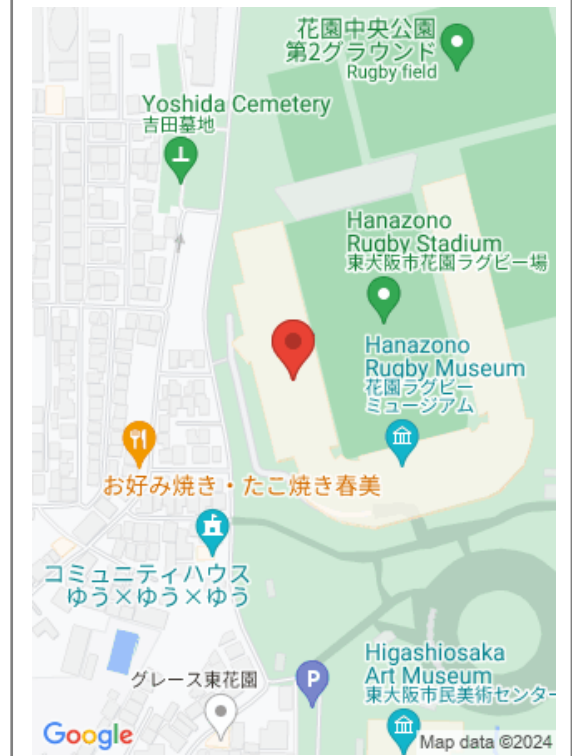 花園中央公園
第2グラウンド
Rugby field
Yoshida Cemetery
吉田墓地
Hanazono
Rugby Stadium
東大阪市花園ラグビー場
Hanazono
Rugby Museum
花園ラグビー
ミュージアム
お好み焼き・たこ焼き春美
コミュニティハウス
ゆう×ゆう×ゆう
Higashiosaka
Art Museum
東大阪市民美術センター
グレース東花園
P
Google
Map data ©2024